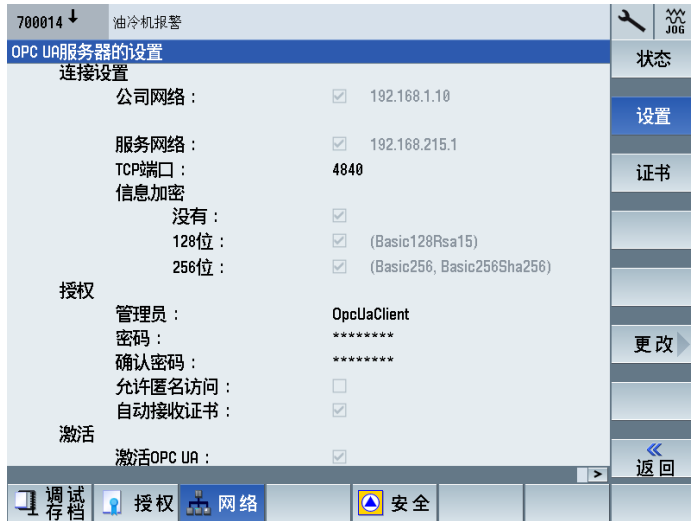 700014 油冷机报警
JOG
OPC UA服务器的设置
连接设置
公司网络： 192.168.1.10
服务网络： 192.168.215.1
TCP端口： 4840
信息加密
没有：
128位： (Basic128Rsa15)
256位： (Basic256, Basic256Sha256)
授权
管理员： OpcUaClient
密码： ********
确认密码： ********
允许匿名访问：
自动接收证书：
激活
激活OPC UA：
状态
设置
证书
更改
返回
调试存档
授权
网络
安全